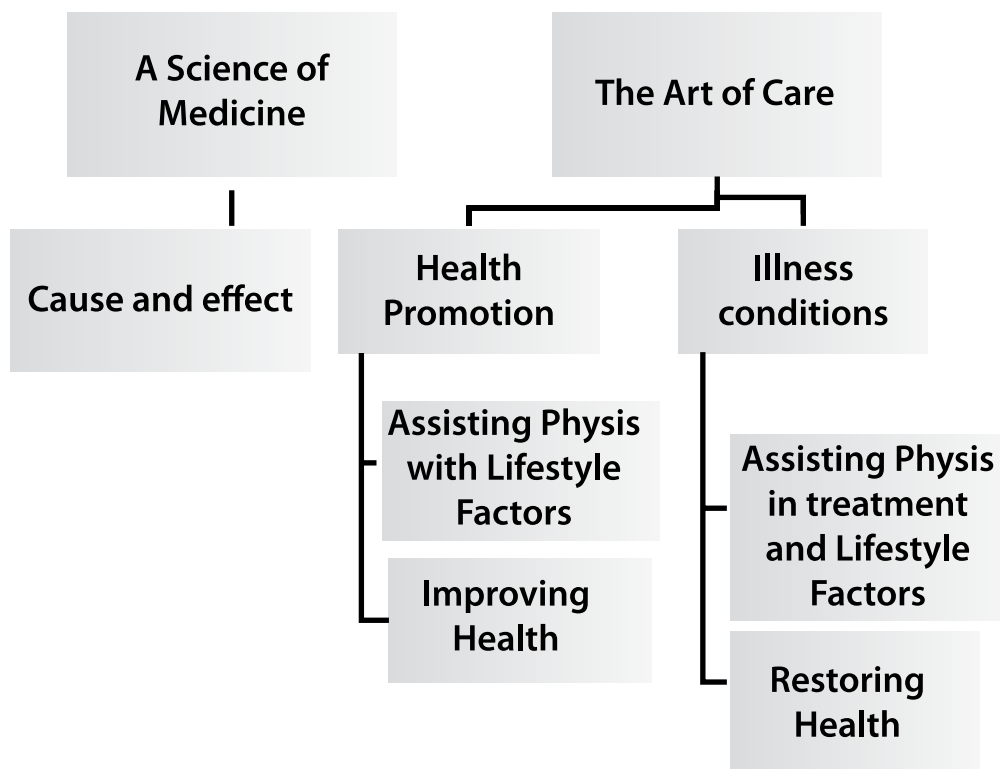 A Science of
Medicine
The Art of Care
Cause and effect
Health
Promotion
Illness
conditions
Assisting Physis
with Lifestyle
Factors
Assisting Physis
in treatment
and Lifestyle
Factors
Improving
Health
Restoring
Health